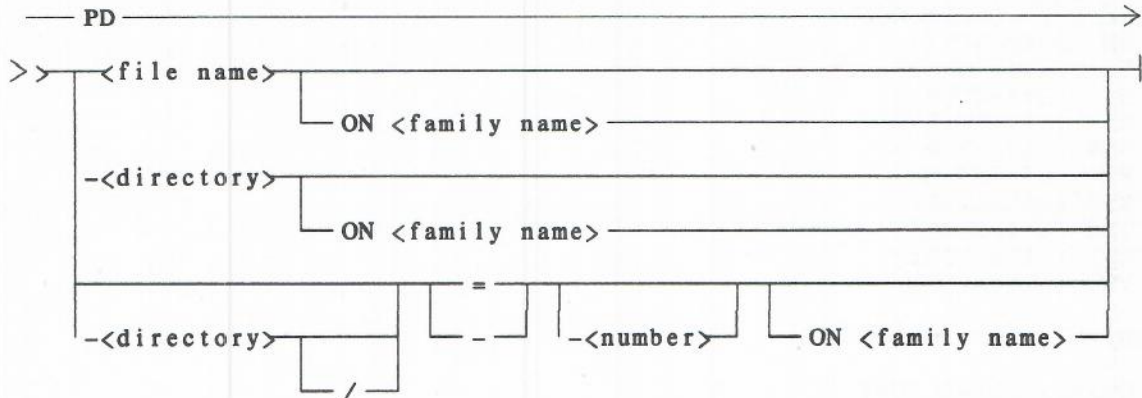 PD
<file name>
ON <family name>
-<directory>
ON <family name>
=
-<directory> - -<number> ON <family name>
/